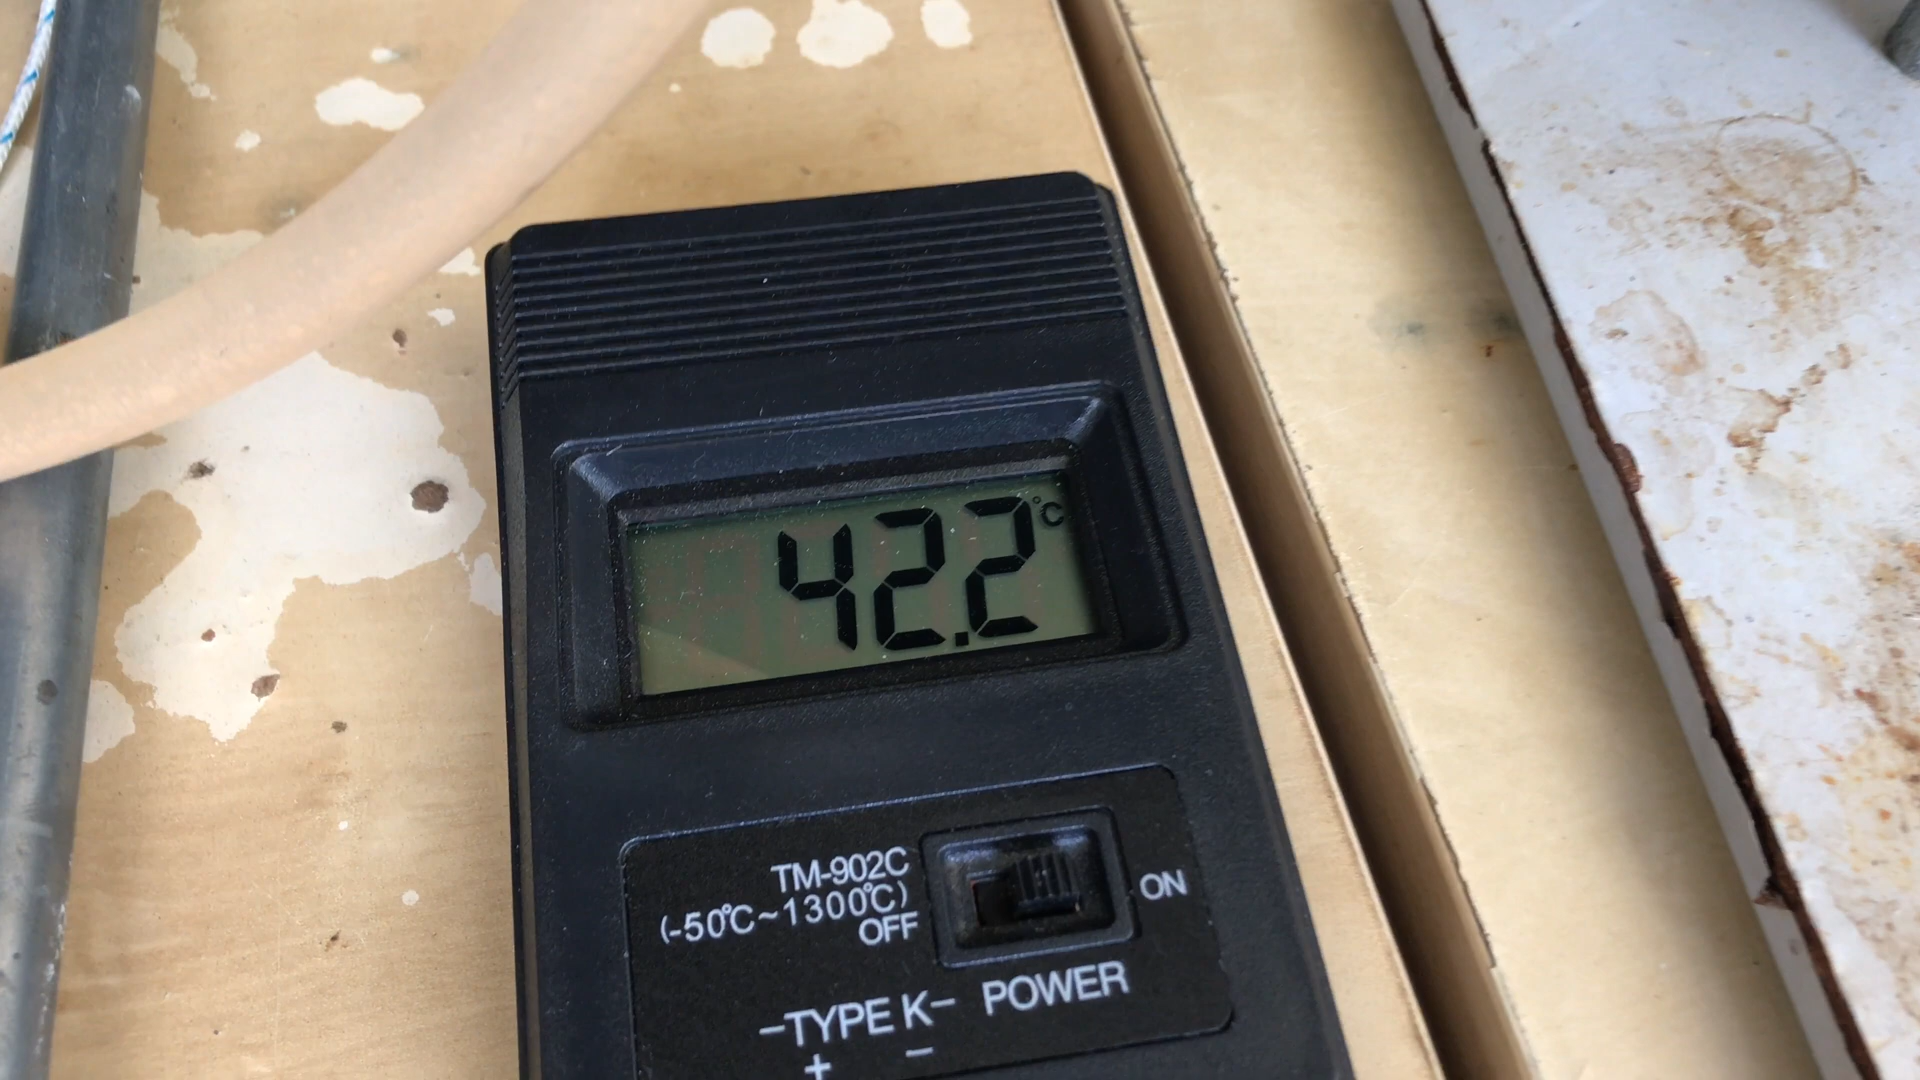 42.2°C
TM-902C
(-50℃~1300℃)
OFF
ON
-TYPE K- POWER
+ -